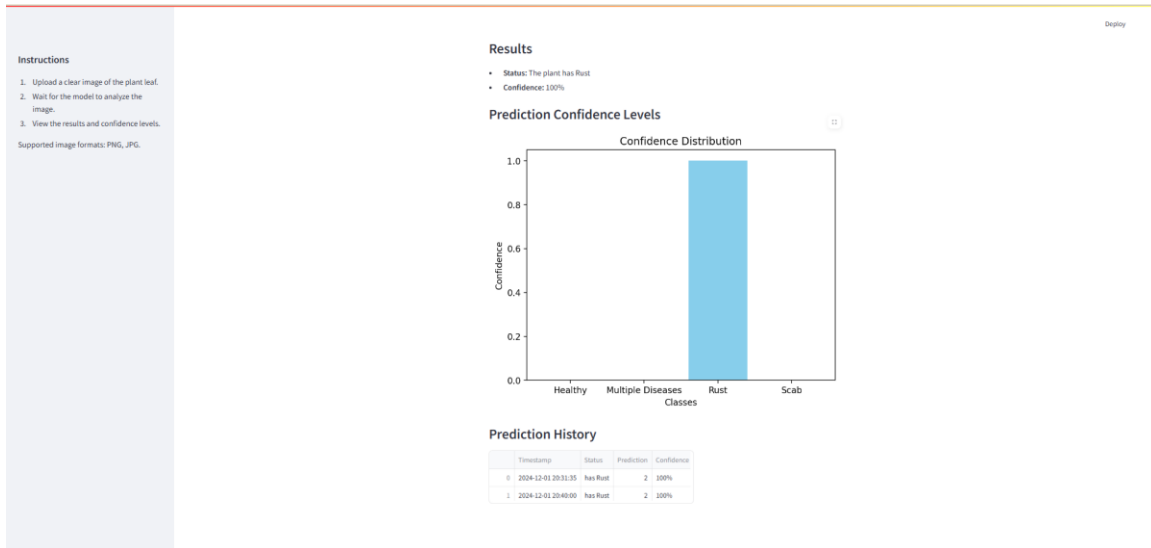 Deploy
Instructions
1. Upload a clear image of the plant leaf.
2. Wait for the model to analyze the
image.
3. View the results and confidence levels.
Supported image formats: PNG, JPG.
Results
• Status: The plant has Rust
• Confidence: 100%
Prediction Confidence Levels
Confidence Distribution
1.0
0.8
0.6
0.4
0.2
0.0
Confidence
Healthy Multiple Diseases Rust Scab
Classes
Prediction History
Timestamp Status Prediction Confidence
0 2024-12-01 20:31:35 has Rust 2 100%
1 2024-12-01 20:40:00 has Rust 2 100%